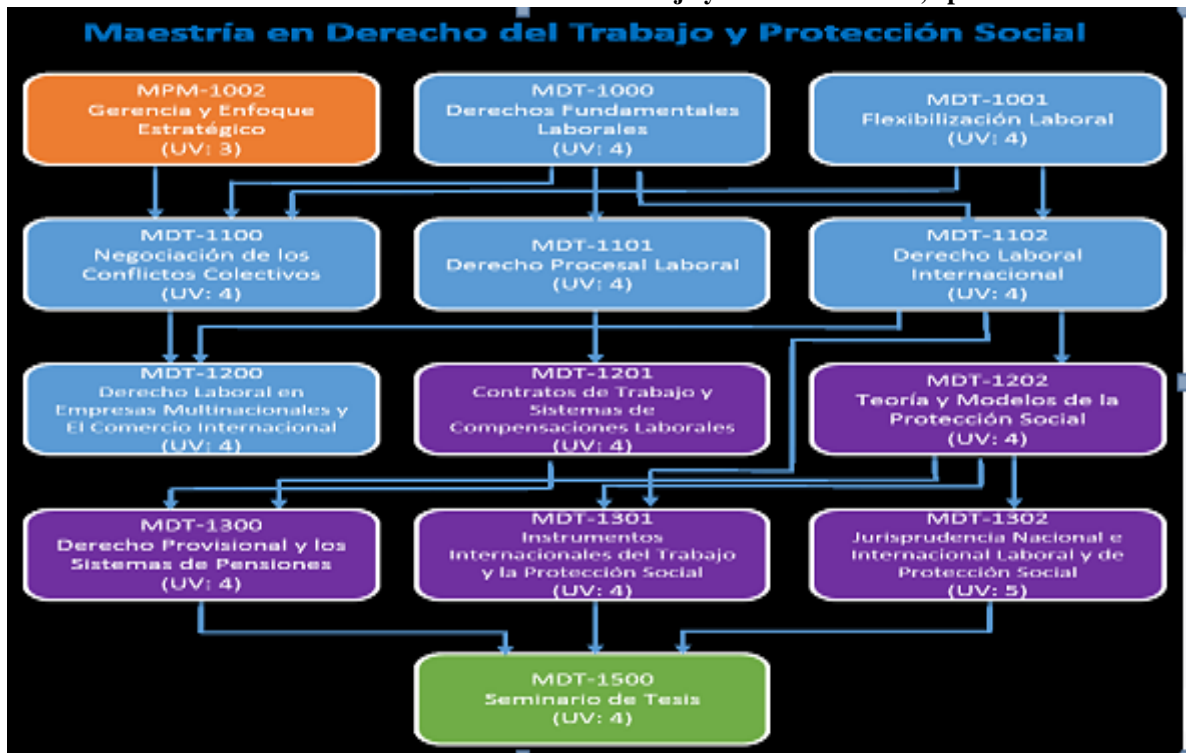 Maestría en Derecho del Trabajo y Protección Social
MPM-1002
Gerencia y Enfoque
Estratégico
(UV: 3)
MDT-1000
Derechos Fundamentales
Laborales
(UV: 4)
MDT-1001
Flexibilización Laboral
(UV: 4)
MDT-1100
Negociación de los
Conflictos Colectivos
(UV: 4)
MDT-1101
Derecho Procesal Laboral
(UV: 4)
MDT-1102
Derecho Laboral
Internacional
(UV: 4)
MDT-1200
Derecho Laboral en
Empresas Multinacionales y
El Comercio Internacional
(UV: 4)
MDT-1201
Contratos de Trabajo y
Sistemas de
Compensaciones Laborales
(UV: 4)
MDT-1202
Teoría y Modelos de la
Protección Social
(UV: 4)
MDT-1300
Derecho Provisional y los
Sistemas de Pensiones
(UV: 4)
MDT-1301
Instrumentos
Internacionales del Trabajo
y la Protección Social
(UV: 4)
MDT-1302
Jurisprudencia Nacional e
Internacional Laboral y de
Protección Social
(UV: 5)
MDT-1500
Seminario de Tesis
(UV: 4)